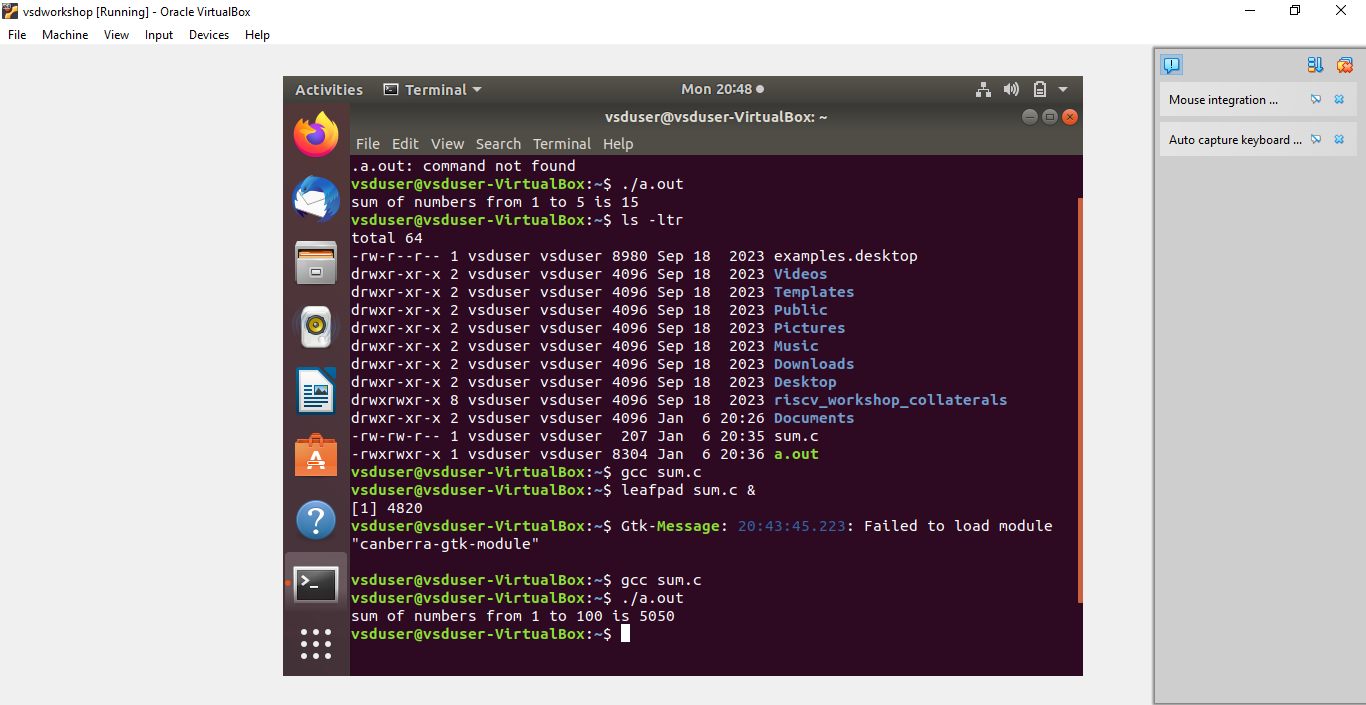 vsdworkshop [Running] - Oracle VirtualBox
File Machine View Input Devices Help
Activities Terminal Mon 20:48
vsduser@vsduser-VirtualBox: ~
File Edit View Search Terminal Help
.a.out: command not found
vsduser@vsduser-VirtualBox:~$ ./a.out
sum of numbers from 1 to 5 is 15
vsduser@vsduser-VirtualBox:~$ ls -ltr
total 64
-rw-r--r-- 1 vsduser vsduser 8980 Sep 18  2023 examples.desktop
drwxr-xr-x 2 vsduser vsduser 4096 Sep 18  2023 Videos
drwxr-xr-x 2 vsduser vsduser 4096 Sep 18  2023 Templates
drwxr-xr-x 2 vsduser vsduser 4096 Sep 18  2023 Public
drwxr-xr-x 2 vsduser vsduser 4096 Sep 18  2023 Pictures
drwxr-xr-x 2 vsduser vsduser 4096 Sep 18  2023 Music
drwxr-xr-x 2 vsduser vsduser 4096 Sep 18  2023 Downloads
drwxr-xr-x 2 vsduser vsduser 4096 Sep 18  2023 Desktop
drwxrwxr-x 8 vsduser vsduser 4096 Sep 18  2023 riscv_workshop_collaterals
drwxr-xr-x 2 vsduser vsduser 4096 Jan  6 20:26 Documents
-rw-rw-r-- 1 vsduser vsduser  207 Jan  6 20:35 sum.c
-rwxrwxr-x 1 vsduser vsduser 8304 Jan  6 20:36 a.out
vsduser@vsduser-VirtualBox:~$ gcc sum.c
vsduser@vsduser-VirtualBox:~$ leafpad sum.c &
[1] 4820
vsduser@vsduser-VirtualBox:~$ Gtk-Message: 20:43:45.223: Failed to load module
"canberra-gtk-module"
vsduser@vsduser-VirtualBox:~$ gcc sum.c
vsduser@vsduser-VirtualBox:~$ ./a.out
sum of numbers from 1 to 100 is 5050
vsduser@vsduser-VirtualBox:~$
Mouse integration ...
Auto capture keyboard ...